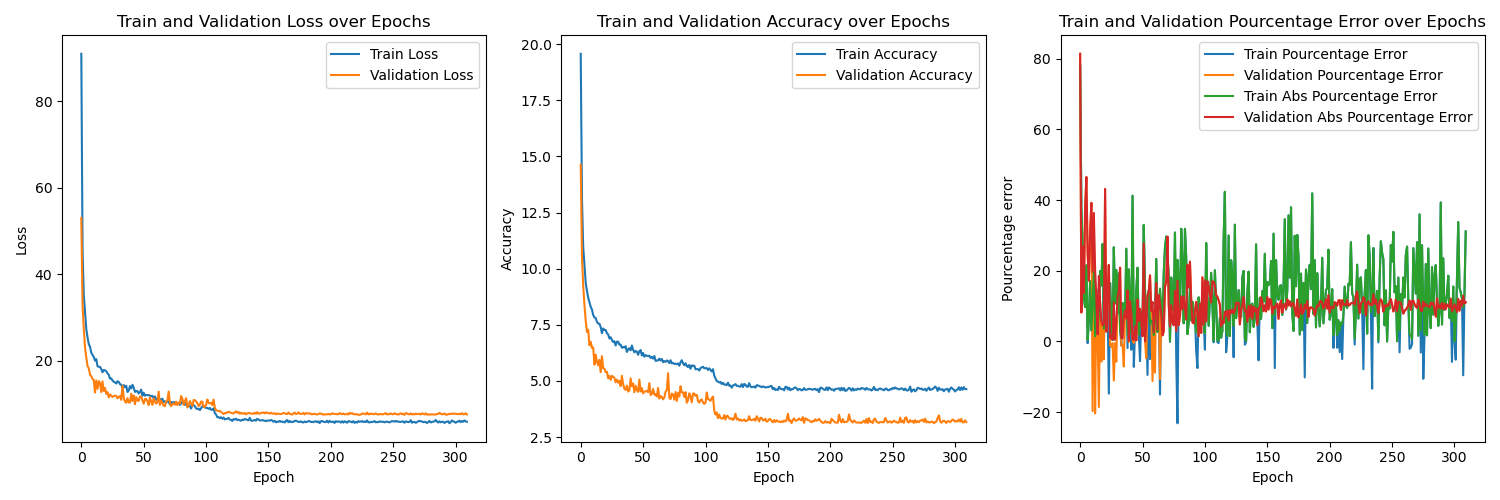 Train and Validation Loss over Epochs
Train Loss
Validation Loss
80
60
40
20
Loss
0 50 100 150 200 250 300
Epoch
Train and Validation Accuracy over Epochs
Train Accuracy
Validation Accuracy
20.0
17.5
15.0
12.5
10.0
7.5
5.0
2.5
Accuracy
0 50 100 150 200 250 300
Epoch
Train and Validation Pourcentage Error over Epochs
Train Pourcentage Error
Validation Pourcentage Error
Train Abs Pourcentage Error
Validation Abs Pourcentage Error
80
60
40
20
0
−20
Pourcentage error
0 50 100 150 200 250 300
Epoch